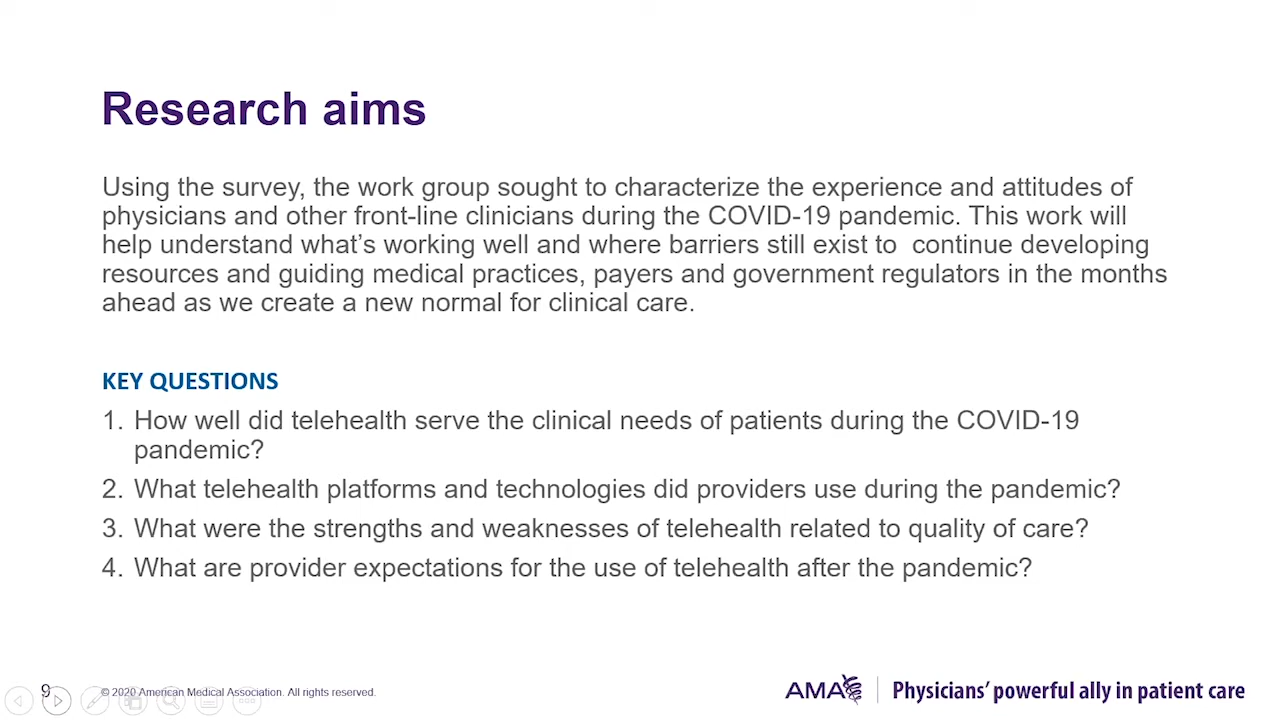 Research aims
Using the survey, the work group sought to characterize the experience and attitudes of
physicians and other front-line clinicians during the COVID-19 pandemic. This work will
help understand what's working well and where barriers still exist to  continue developing
resources and guiding medical practices, payers and government regulators in the months
ahead as we create a new normal for clinical care.
KEY QUESTIONS
1. How well did telehealth serve the clinical needs of patients during the COVID-19
pandemic?
2. What telehealth platforms and technologies did providers use during the pandemic?
3. What were the strengths and weaknesses of telehealth related to quality of care?
4. What are provider expectations for the use of telehealth after the pandemic?
9
© 2020 American Medical Association. All rights reserved.
AMA
Physicians' powerful ally in patient care